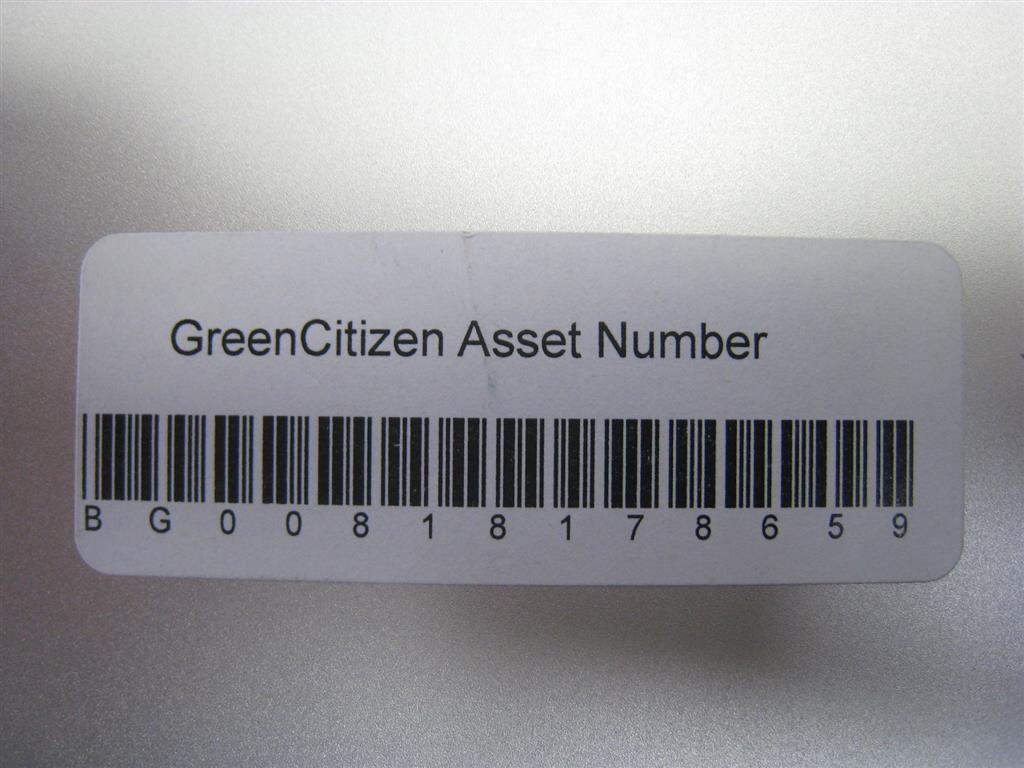 GreenCitizen Asset Number
B G 0 0 8 1 8 1 7 8 6 5 9